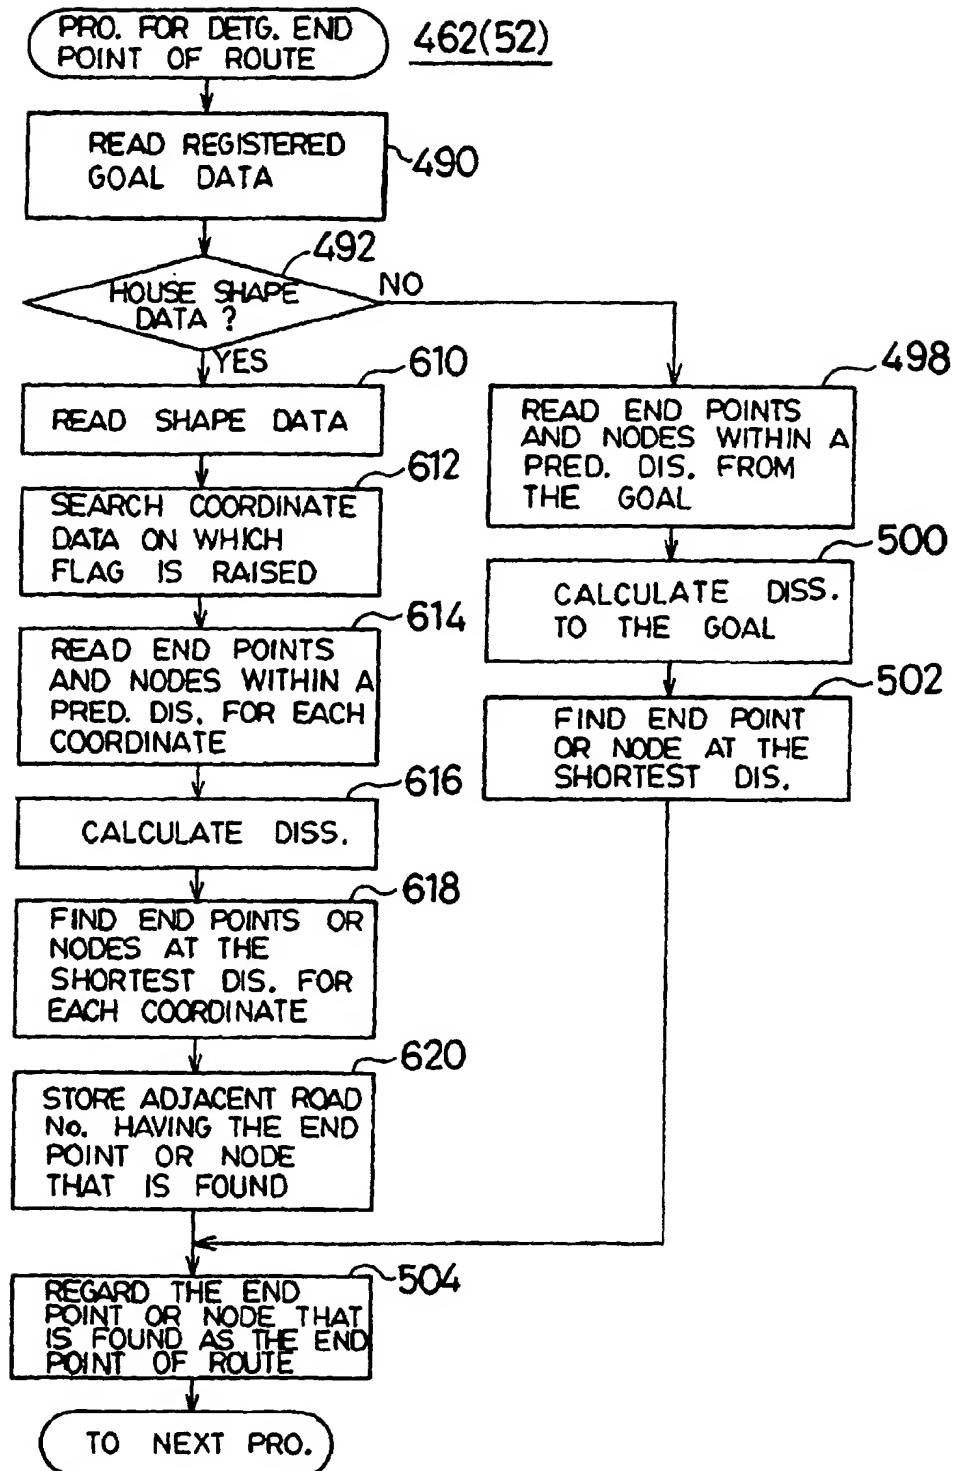 PRO. FOR DETG. END
POINT OF ROUTE
462(52)
READ REGISTERED
GOAL DATA
490
492
HOUSE SHAPE
DATA ?
NO
YES
610
READ SHAPE DATA
612
SEARCH COORDINATE
DATA ON WHICH
FLAG IS RAISED
614
READ END POINTS
AND NODES WITHIN A
PRED. DIS. FOR EACH
COORDINATE
616
CALCULATE DISS.
618
FIND END POINTS OR
NODES AT THE
SHORTEST DIS. FOR
EACH COORDINATE
620
STORE ADJACENT ROAD
No. HAVING THE END
POINT OR NODE
THAT IS FOUND
498
READ END POINTS
AND NODES WITHIN A
PRED. DIS. FROM
THE GOAL
500
CALCULATE DISS.
TO THE GOAL
502
FIND END POINT
OR NODE AT THE
SHORTEST DIS.
504
REGARD THE END
POINT OR NODE THAT
IS FOUND AS THE END
POINT OF ROUTE
TO NEXT PRO.